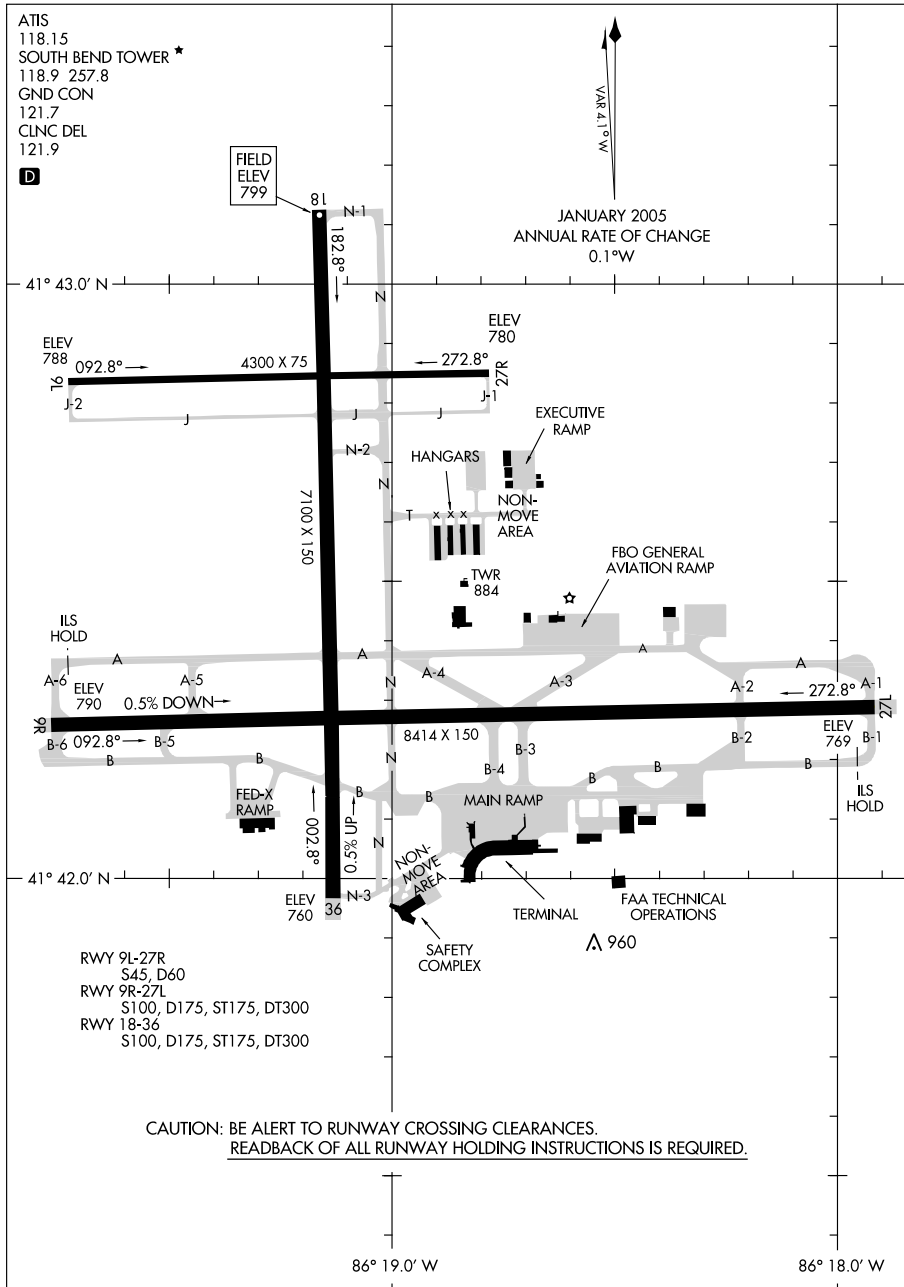 ATIS
118.15
SOUTH BEND TOWER ★
118.9 257.8
GND CON
121.7
CLNC DEL
121.9
D
VAR 4.1° W
JANUARY 2005
ANNUAL RATE OF CHANGE
0.1°W
FIELD
ELEV
799
18
N-1
182.8°
N
41° 43.0' N
ELEV
788
092.8°
4300 X 75
272.8°
ELEV
780
9L
27R
J-2
J
J
J
J-1
N-2
N
7100 X 150
HANGARS
EXECUTIVE
RAMP
T
x x x
NON-
MOVE
AREA
TWR
884
FBO GENERAL
AVIATION RAMP
ILS
HOLD
A
A
A
A
A-6
A-5
A-4
A-3
A-2
A-1
N
ELEV
790
0.5% DOWN
272.8°
9R
27L
8414 X 150
ELEV
769
B-6
092.8°
B-5
B-4
B-3
B-2
B-1
N
B
B
B
B
B
B
B
ILS
HOLD
FED-X
RAMP
002.8°
0.5% UP
N
MAIN RAMP
NON-
MOVE
AREA
41° 42.0' N
ELEV
760
36
N-3
SAFETY
COMPLEX
TERMINAL
FAA TECHNICAL
OPERATIONS
960
RWY 9L-27R
S45, D60
RWY 9R-27L
S100, D175, ST175, DT300
RWY 18-36
S100, D175, ST175, DT300
CAUTION: BE ALERT TO RUNWAY CROSSING CLEARANCES.
READBACK OF ALL RUNWAY HOLDING INSTRUCTIONS IS REQUIRED.
86° 19.0' W
86° 18.0' W